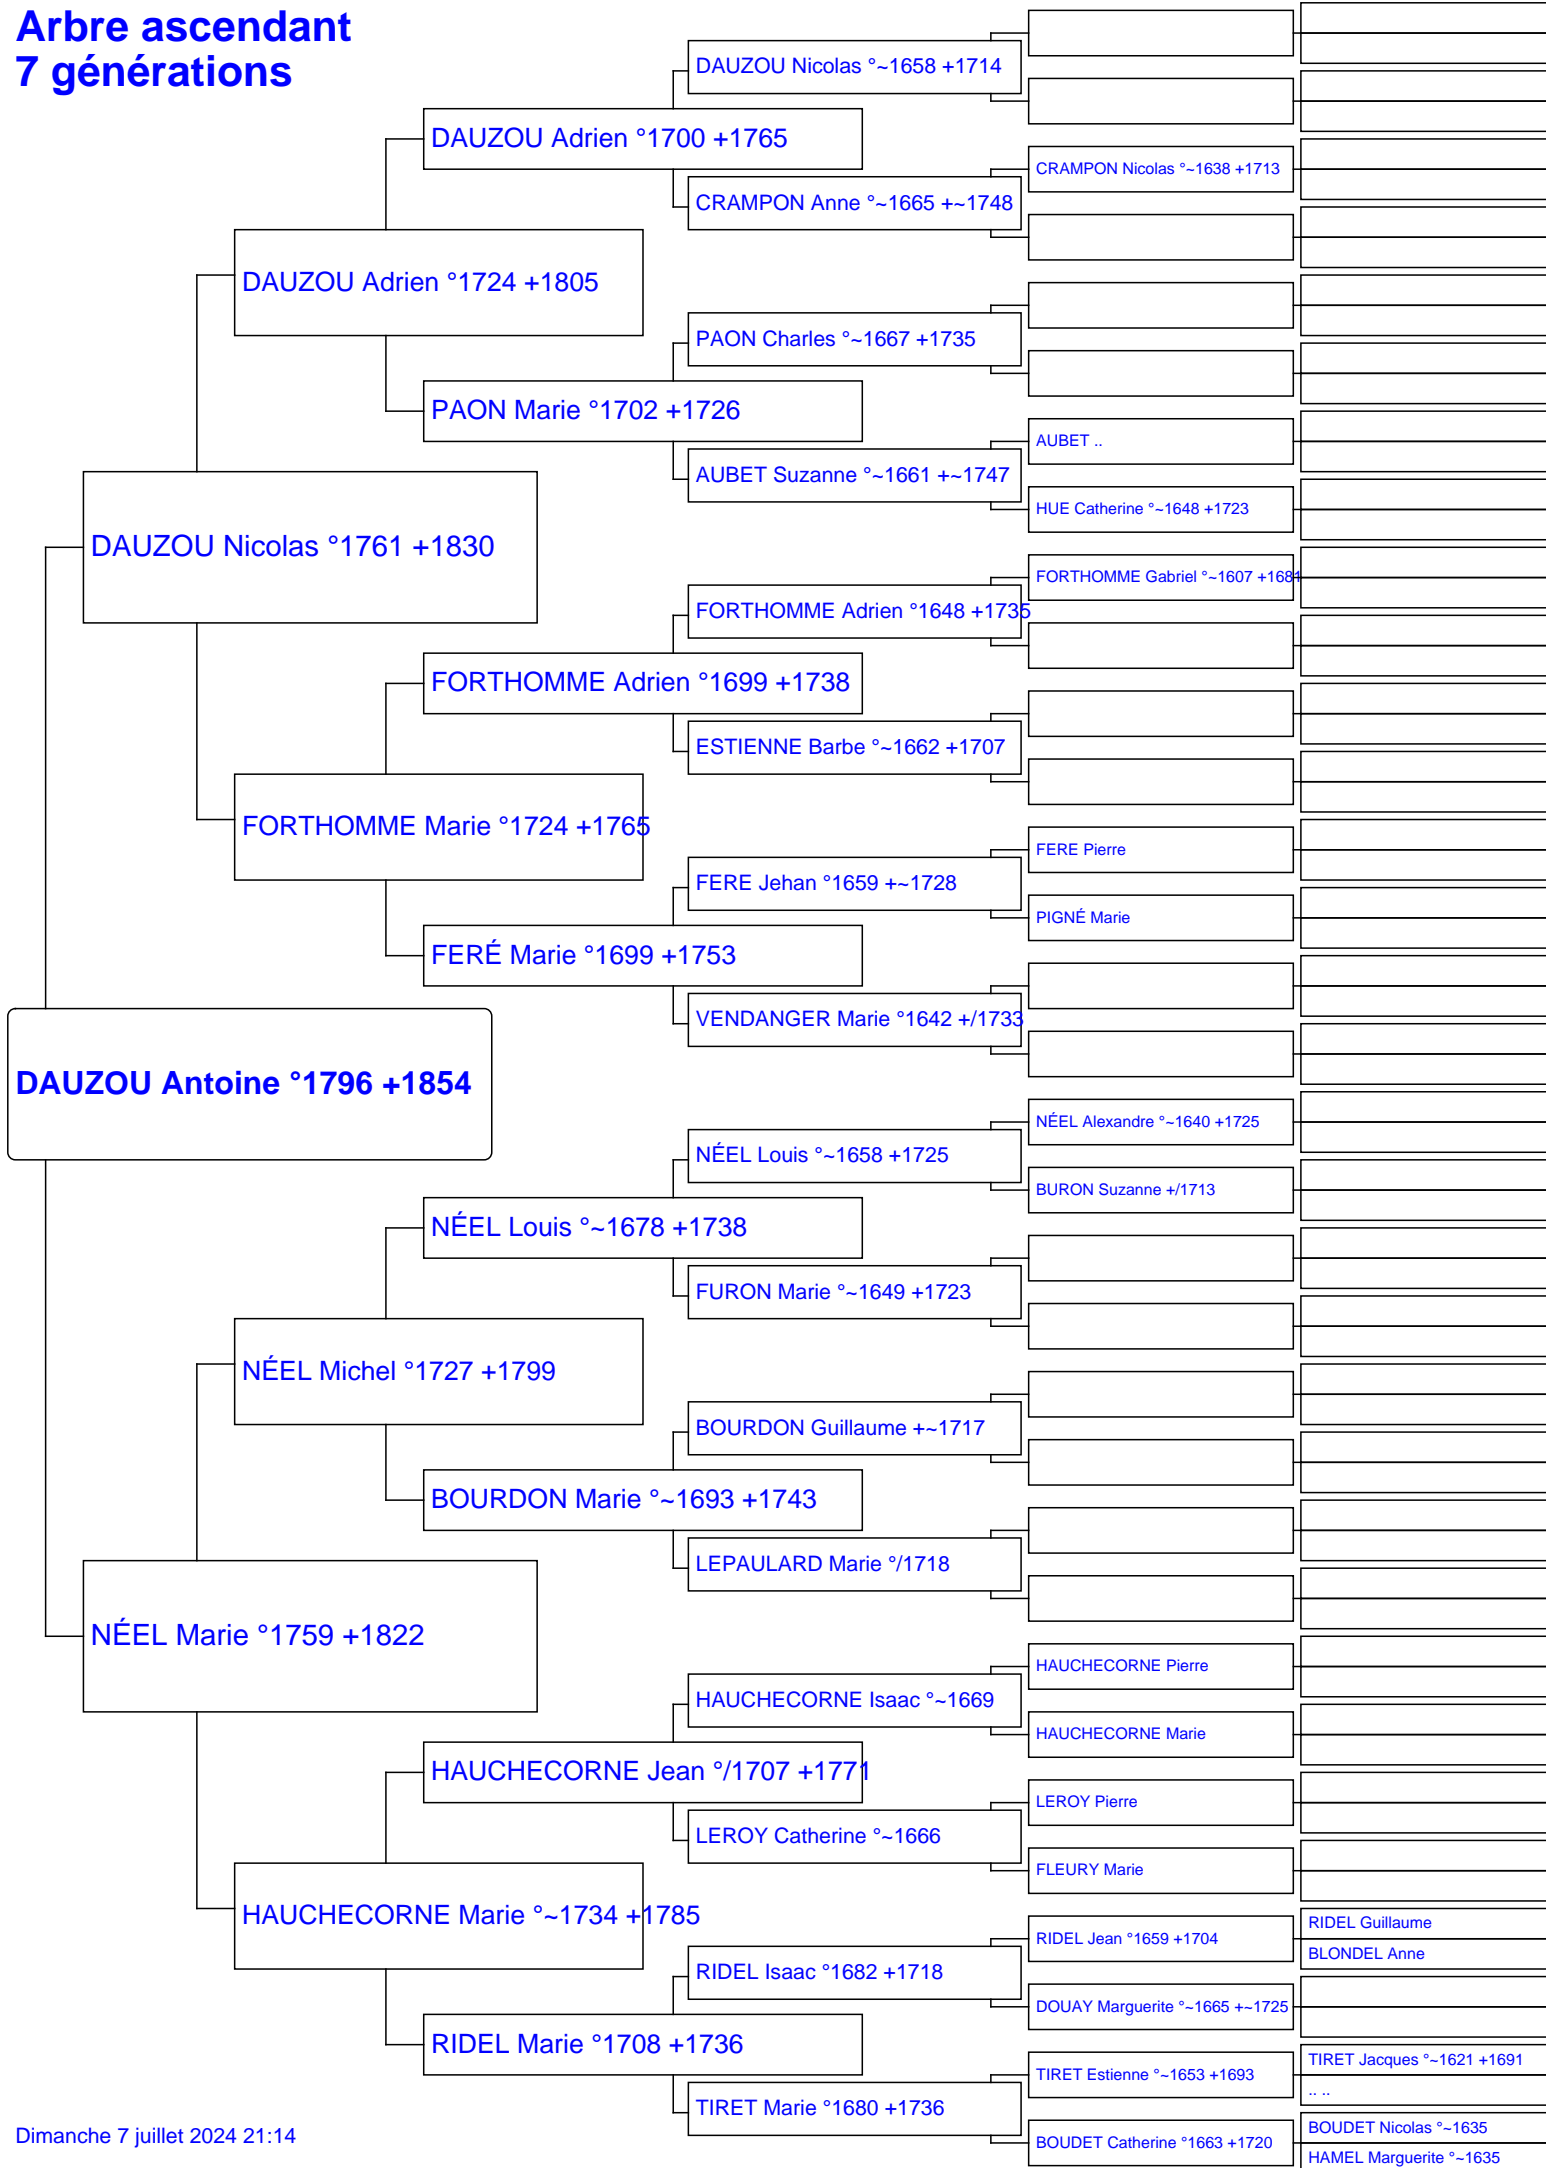 Arbre ascendant
7 générations
DAUZOU Nicolas °~1658 +1714
DAUZOU Adrien °1700 +1765
CRAMPON Nicolas °~1638 +1713
CRAMPON Anne °~1665 +~1748
DAUZOU Adrien °1724 +1805
PAON Charles °~1667 +1735
PAON Marie °1702 +1726
AUBET ..
AUBET Suzanne °~1661 +~1747
HUE Catherine °~1648 +1723
DAUZOU Nicolas °1761 +1830
FORTHOMME Gabriel °~1607 +1681
FORTHOMME Adrien °1648 +1735
FORTHOMME Adrien °1699 +1738
ESTIENNE Barbe °~1662 +1707
FORTHOMME Marie °1724 +1765
FERE Pierre
FERE Jehan °1659 +~1728
PIGNÉ Marie
FERÉ Marie °1699 +1753
VENDANGER Marie °1642 +/1733
DAUZOU Antoine °1796 +1854
NÉEL Alexandre °~1640 +1725
NÉEL Louis °~1658 +1725
BURON Suzanne +/1713
NÉEL Louis °~1678 +1738
FURON Marie °~1649 +1723
NÉEL Michel °1727 +1799
BOURDON Guillaume +~1717
BOURDON Marie °~1693 +1743
LEPAULARD Marie °/1718
NÉEL Marie °1759 +1822
HAUCHECORNE Pierre
HAUCHECORNE Isaac °~1669
HAUCHECORNE Marie
HAUCHECORNE Jean °/1707 +1771
LEROY Pierre
LEROY Catherine °~1666
FLEURY Marie
HAUCHECORNE Marie °~1734 +1785
RIDEL Guillaume
RIDEL Jean °1659 +1704
BLONDEL Anne
RIDEL Isaac °1682 +1718
DOUAY Marguerite °~1665 +~1725
RIDEL Marie °1708 +1736
TIRET Jacques °~1621 +1691
TIRET Estienne °~1653 +1693
.. ..
TIRET Marie °1680 +1736
BOUDET Nicolas °~1635
BOUDET Catherine °1663 +1720
HAMEL Marguerite °~1635
Dimanche 7 juillet 2024 21:14